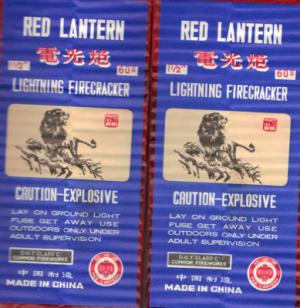 RED LANTERN
電光炮
1½" 60's
LIGHTNING FIRECRACKER
CAUTION-EXPLOSIVE
LAY ON GROUND LIGHT
FUSE GET AWAY USE
OUTDOORS ONLY UNDER
ADULT SUPERVISION
D.O.T. CLASS C
COMMON FIREWORKS
中国制造
MADE IN CHINA
RED LANTERN
電光炮
1½" 60's
LIGHTNING FIRECRACKER
CAUTION-EXPLOSIVE
LAY ON GROUND LIGHT
FUSE GET AWAY USE
OUTDOORS ONLY UNDER
ADULT SUPERVISION
D.O.T. CLASS C
COMMON FIREWORKS
中国制造
MADE IN CHINA